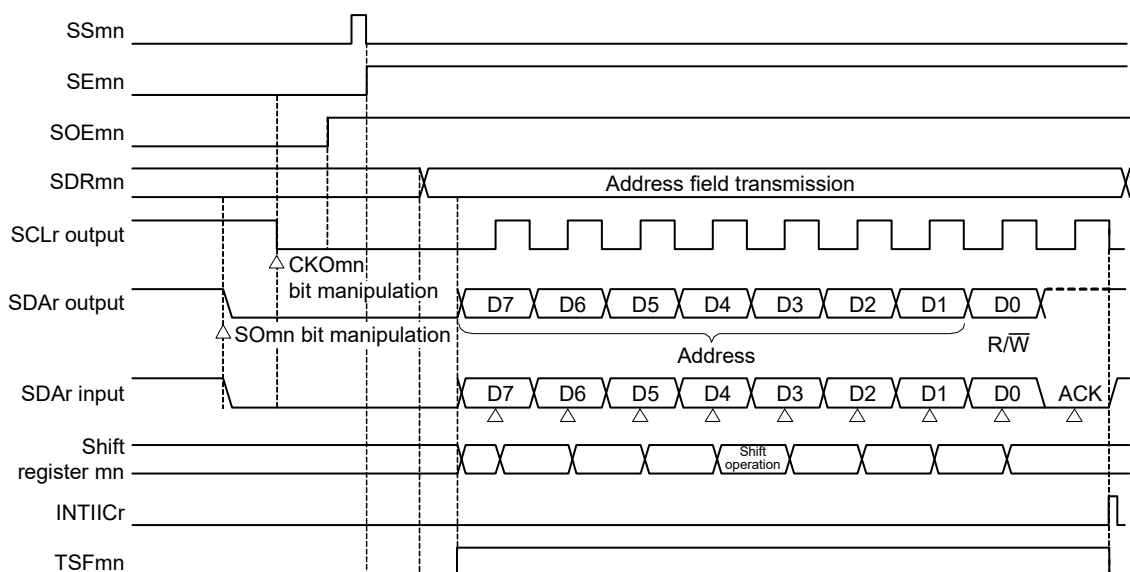 SSmn
SEmn
SOEmn
SDRmn
Address field transmission
SCLr output
CKOmn
bit manipulation
SDAr output
D7 D6 D5 D4 D3 D2 D1 D0
SOmn bit manipulation
Address
R/W̅
SDAr input
D7 D6 D5 D4 D3 D2 D1 D0 ACK
Shift
register mn
Shift
operation
INTIICr
TSFmn